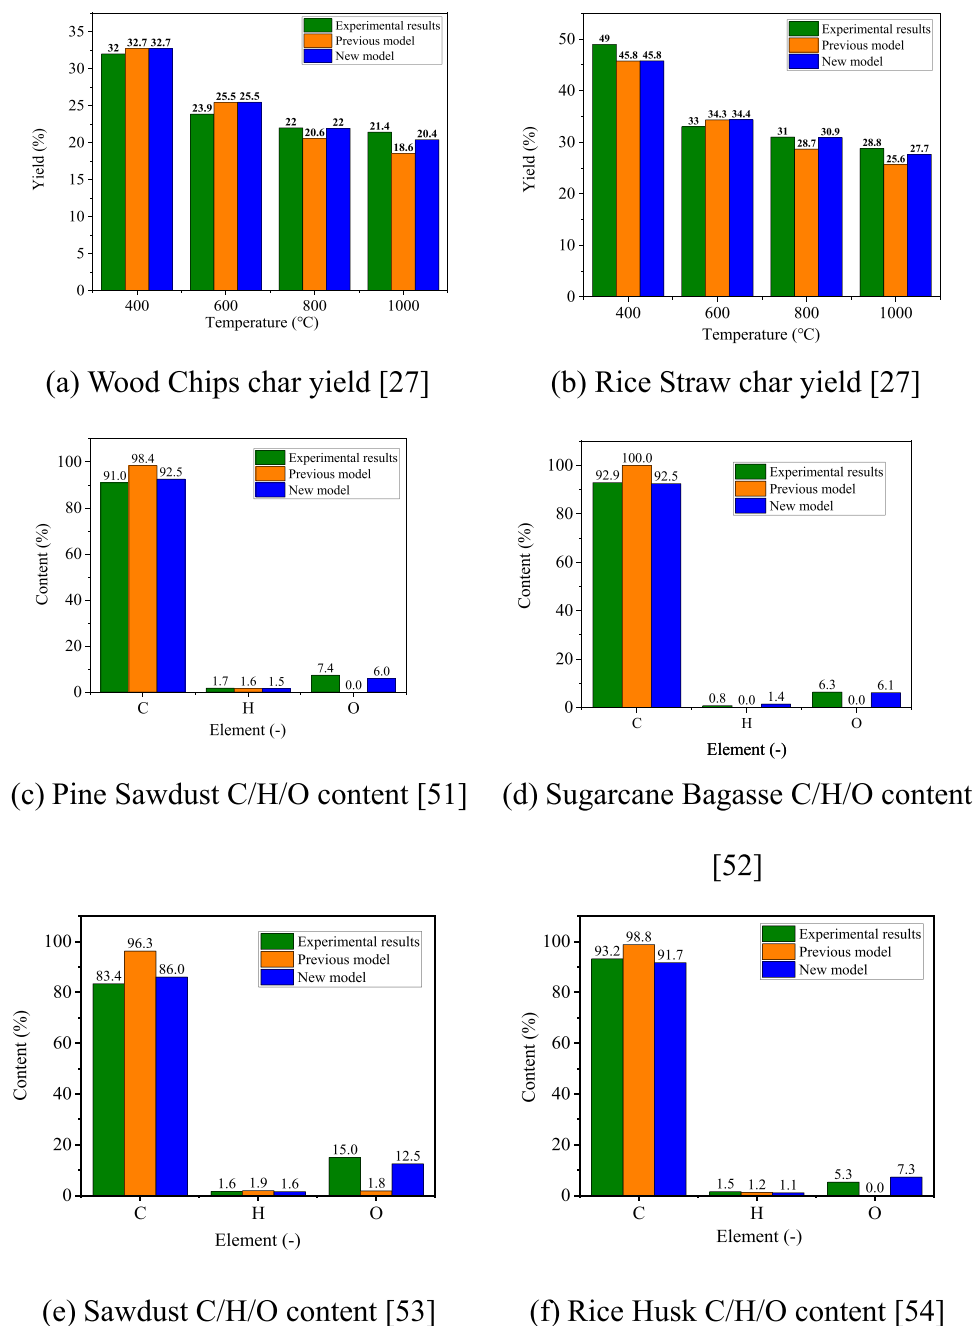 35
30
25
20
15
10
5
0
Yield (%)
32 32.7 32.7
23.9 25.5 25.5
22 20.6 22
21.4 18.6 20.4
Experimental results
Previous model
New model
400 600 800 1000
Temperature (℃)
(a) Wood Chips char yield [27]
50
40
30
20
10
0
Yield (%)
49 45.8 45.8
33 34.3 34.4
31 28.7 30.9
28.8 25.6 27.7
Experimental results
Previous model
New model
400 600 800 1000
Temperature (℃)
(b) Rice Straw char yield [27]
100
80
60
40
20
0
Content (%)
91.0 98.4 92.5
1.7 1.6 1.5
7.4 0.0 6.0
Experimental results
Previous model
New model
C H O
Element (-)
(c) Pine Sawdust C/H/O content [51]
100
80
60
40
20
0
Content (%)
92.9 100.0 92.5
0.8 0.0 1.4
6.3 0.0 6.1
Experimental results
Previous model
New model
C H O
Element (-)
(d) Sugarcane Bagasse C/H/O content
[52]
100
80
60
40
20
0
Content (%)
83.4 96.3 86.0
1.6 1.9 1.6
15.0 1.8 12.5
Experimental results
Previous model
New model
C H O
Element (-)
(e) Sawdust C/H/O content [53]
100
80
60
40
20
0
Content (%)
93.2 98.8 91.7
1.5 1.2 1.1
5.3 0.0 7.3
Experimental results
Previous model
New model
C H O
Element (-)
(f) Rice Husk C/H/O content [54]